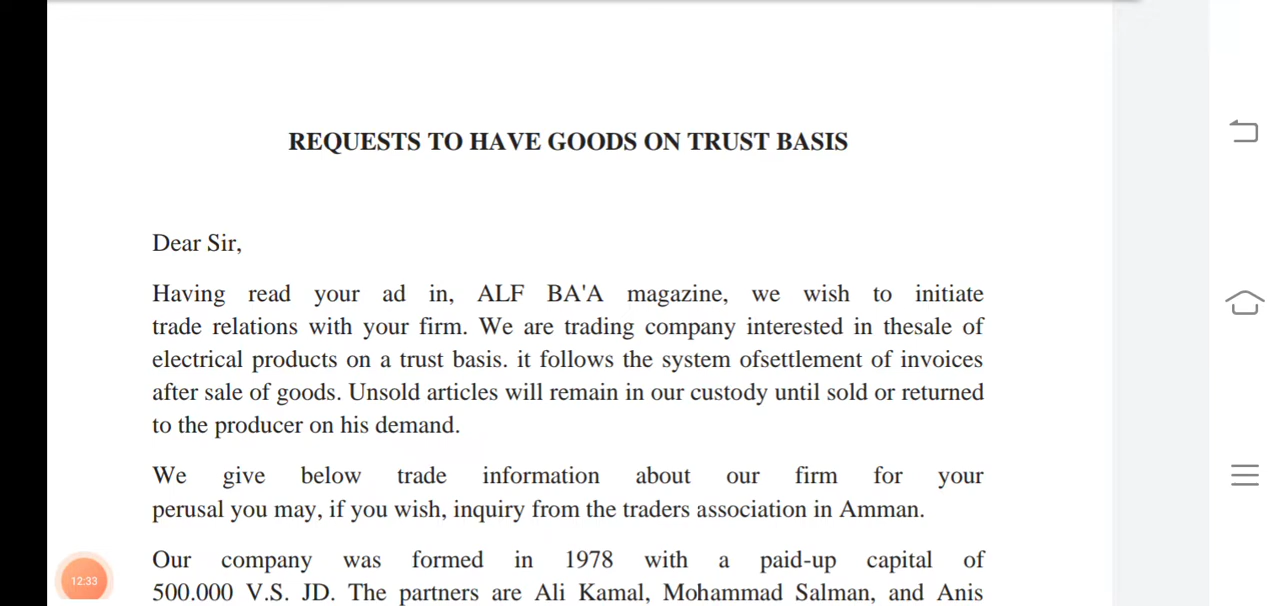 REQUESTS TO HAVE GOODS ON TRUST BASIS
Dear Sir,
Having read your ad in, ALF BA'A magazine, we wish to initiate
trade relations with your firm. We are trading company interested in thesale of
electrical products on a trust basis. it follows the system ofsettlement of invoices
after sale of goods. Unsold articles will remain in our custody until sold or returned
to the producer on his demand.
We give below trade information about our firm for your
perusal you may, if you wish, inquiry from the traders association in Amman.
Our company was formed in 1978 with a paid-up capital of
500.000 V.S. JD. The partners are Ali Kamal, Mohammad Salman, and Anis
12:33